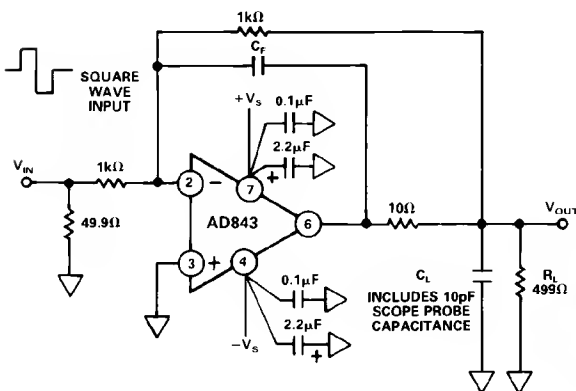 1kΩ
C_F
SQUARE
WAVE
INPUT
+V_S
0.1μF
2.2μF
+
V_IN
1kΩ
2
−
7
49.9Ω
AD843
6
10Ω
V_OUT
3
+
4
0.1μF
C_L
INCLUDES 10pF
SCOPE PROBE
CAPACITANCE
R_L
499Ω
2.2μF
+
−V_S